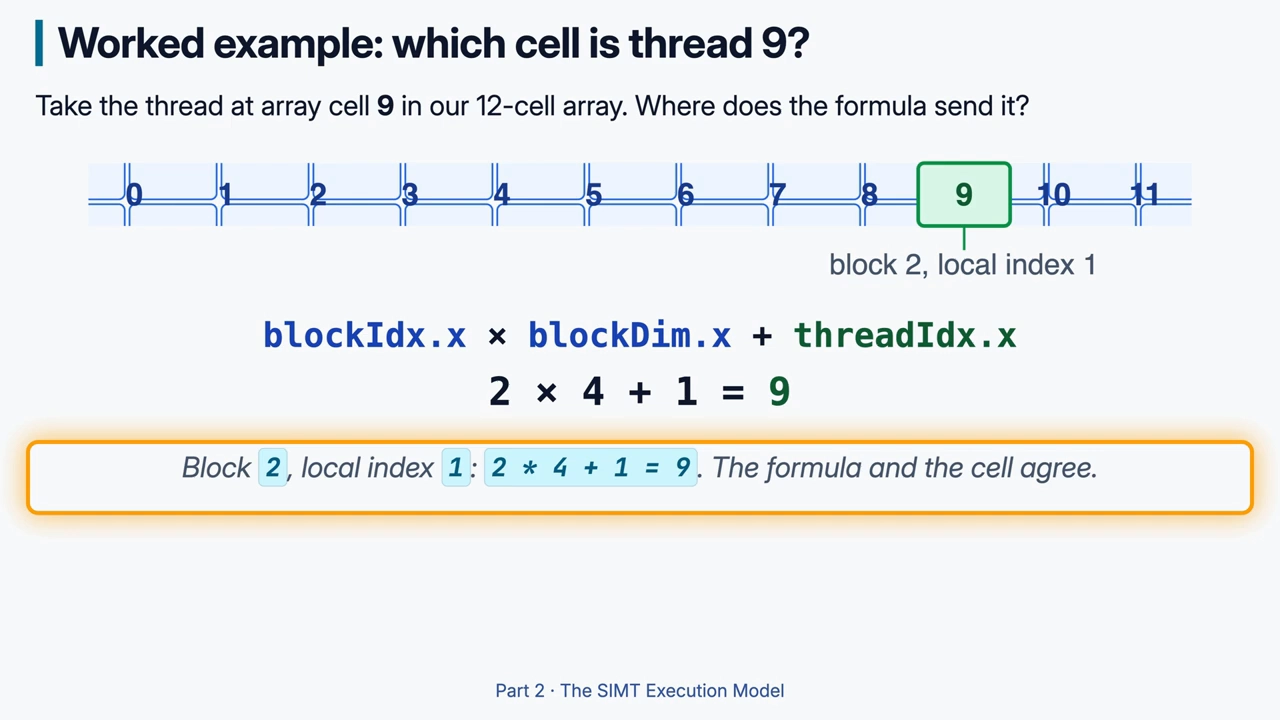 Worked example: which cell is thread 9?
Take the thread at array cell 9 in our 12-cell array. Where does the formula send it?
0 1 2 3 4 5 6 7 8 9 10 11
block 2, local index 1
blockIdx.x × blockDim.x + threadIdx.x
2 × 4 + 1 = 9
Block 2, local index 1: 2 * 4 + 1 = 9. The formula and the cell agree.
Part 2 · The SIMT Execution Model